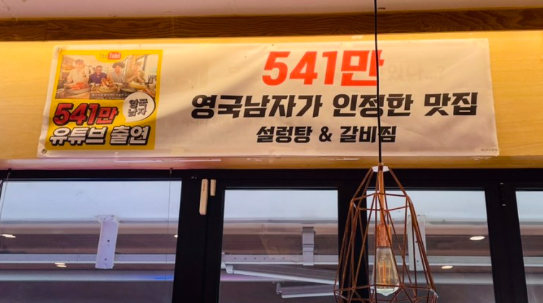 영국
남자
541만
유튜브 출연
541만
영국남자가 인정한 맛집
설렁탕 & 갈비찜